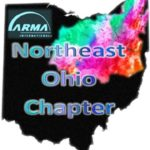 ARMA
INTERNATIONAL
Northeast
Ohio
Chapter